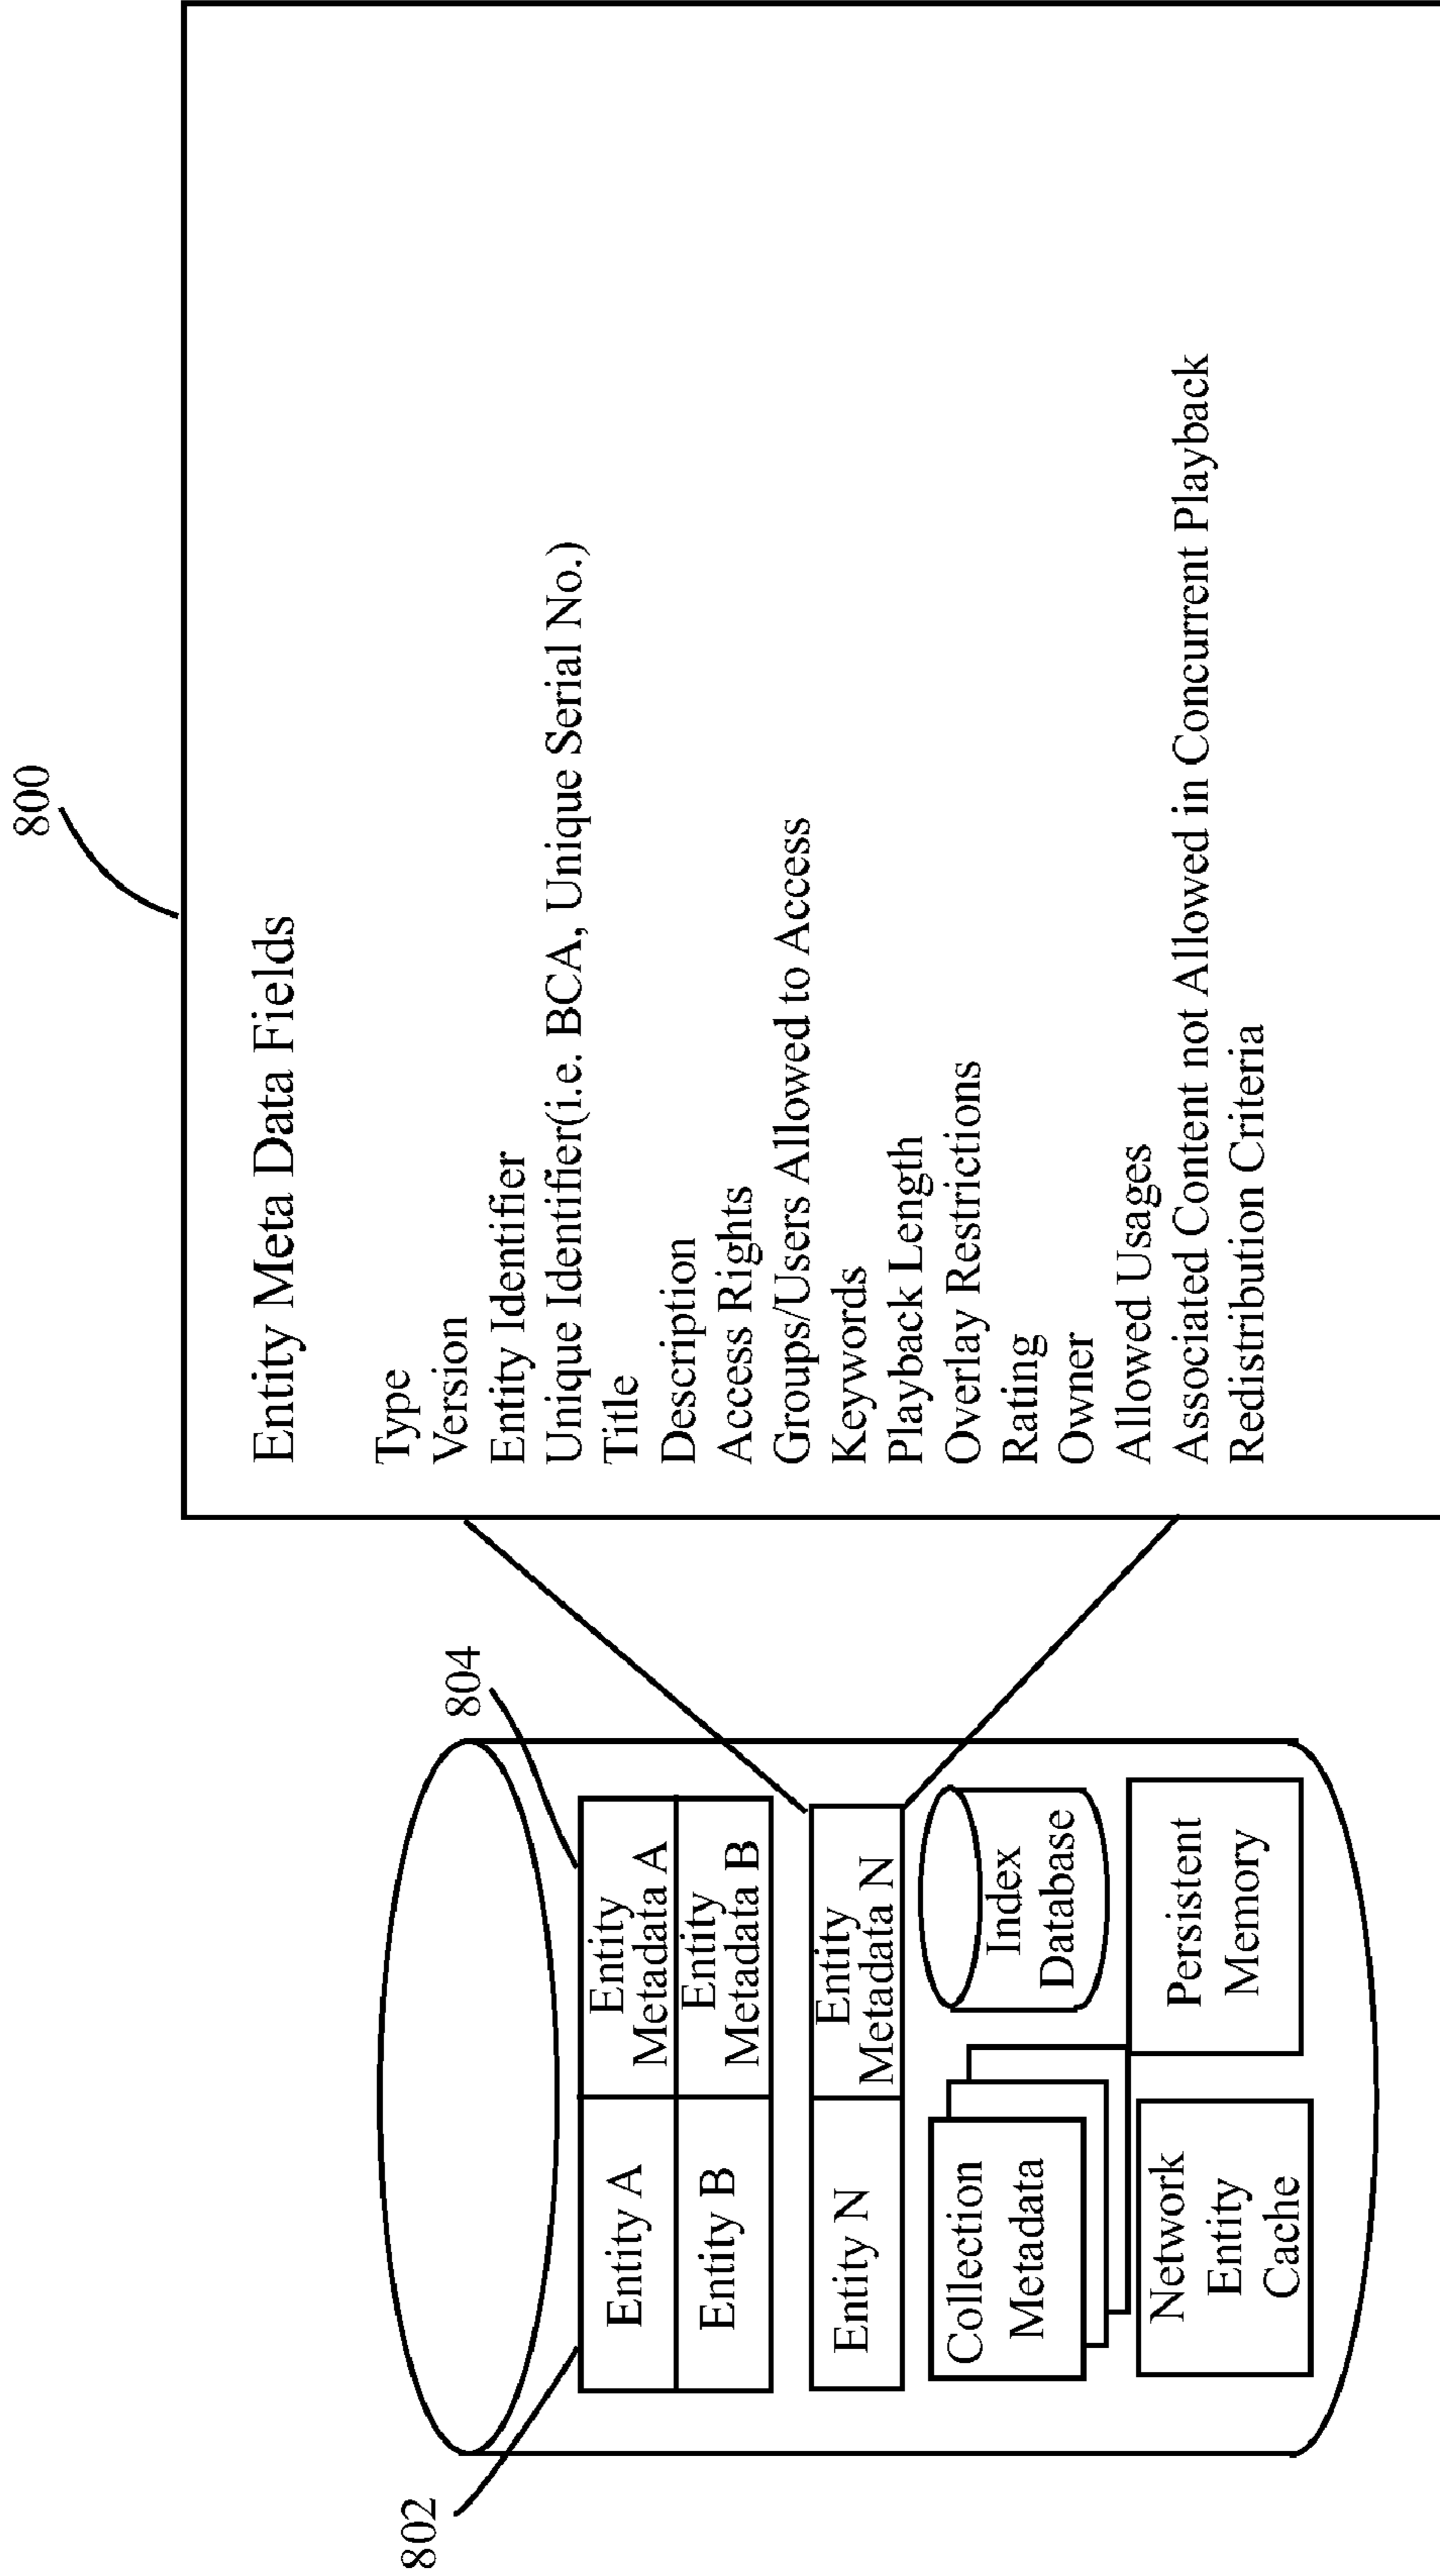 800
Entity Meta Data Fields
Type
Version
Entity Identifier
Unique Identifier(i.e. BCA, Unique Serial No.)
Title
Description
Access Rights
Groups/Users Allowed to Access
Keywords
Playback Length
Overlay Restrictions
Rating
Owner
Allowed Usages
Associated Content not Allowed in Concurrent Playback
Redistribution Criteria
802
804
Entity A
Entity
Metadata A
Entity B
Entity
Metadata B
Entity N
Entity
Metadata N
Collection
Metadata
Index
Database
Network
Entity
Cache
Persistent
Memory